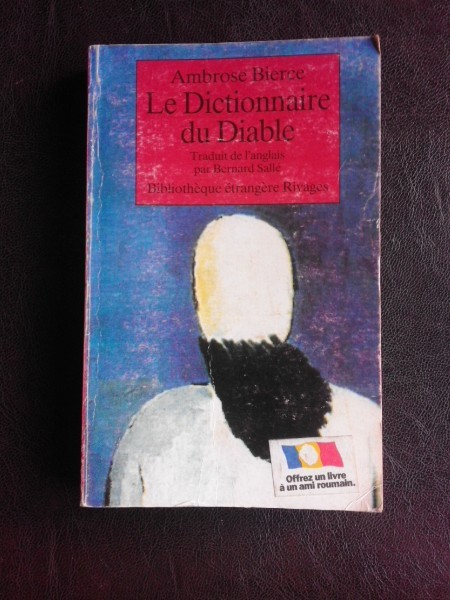 Ambrose Bierce
Le Dictionnaire
du Diable
Traduit de l'anglais
par Bernard Sallé
Bibliothèque étrangère Rivages
Offrez un livre
à un ami roumain.